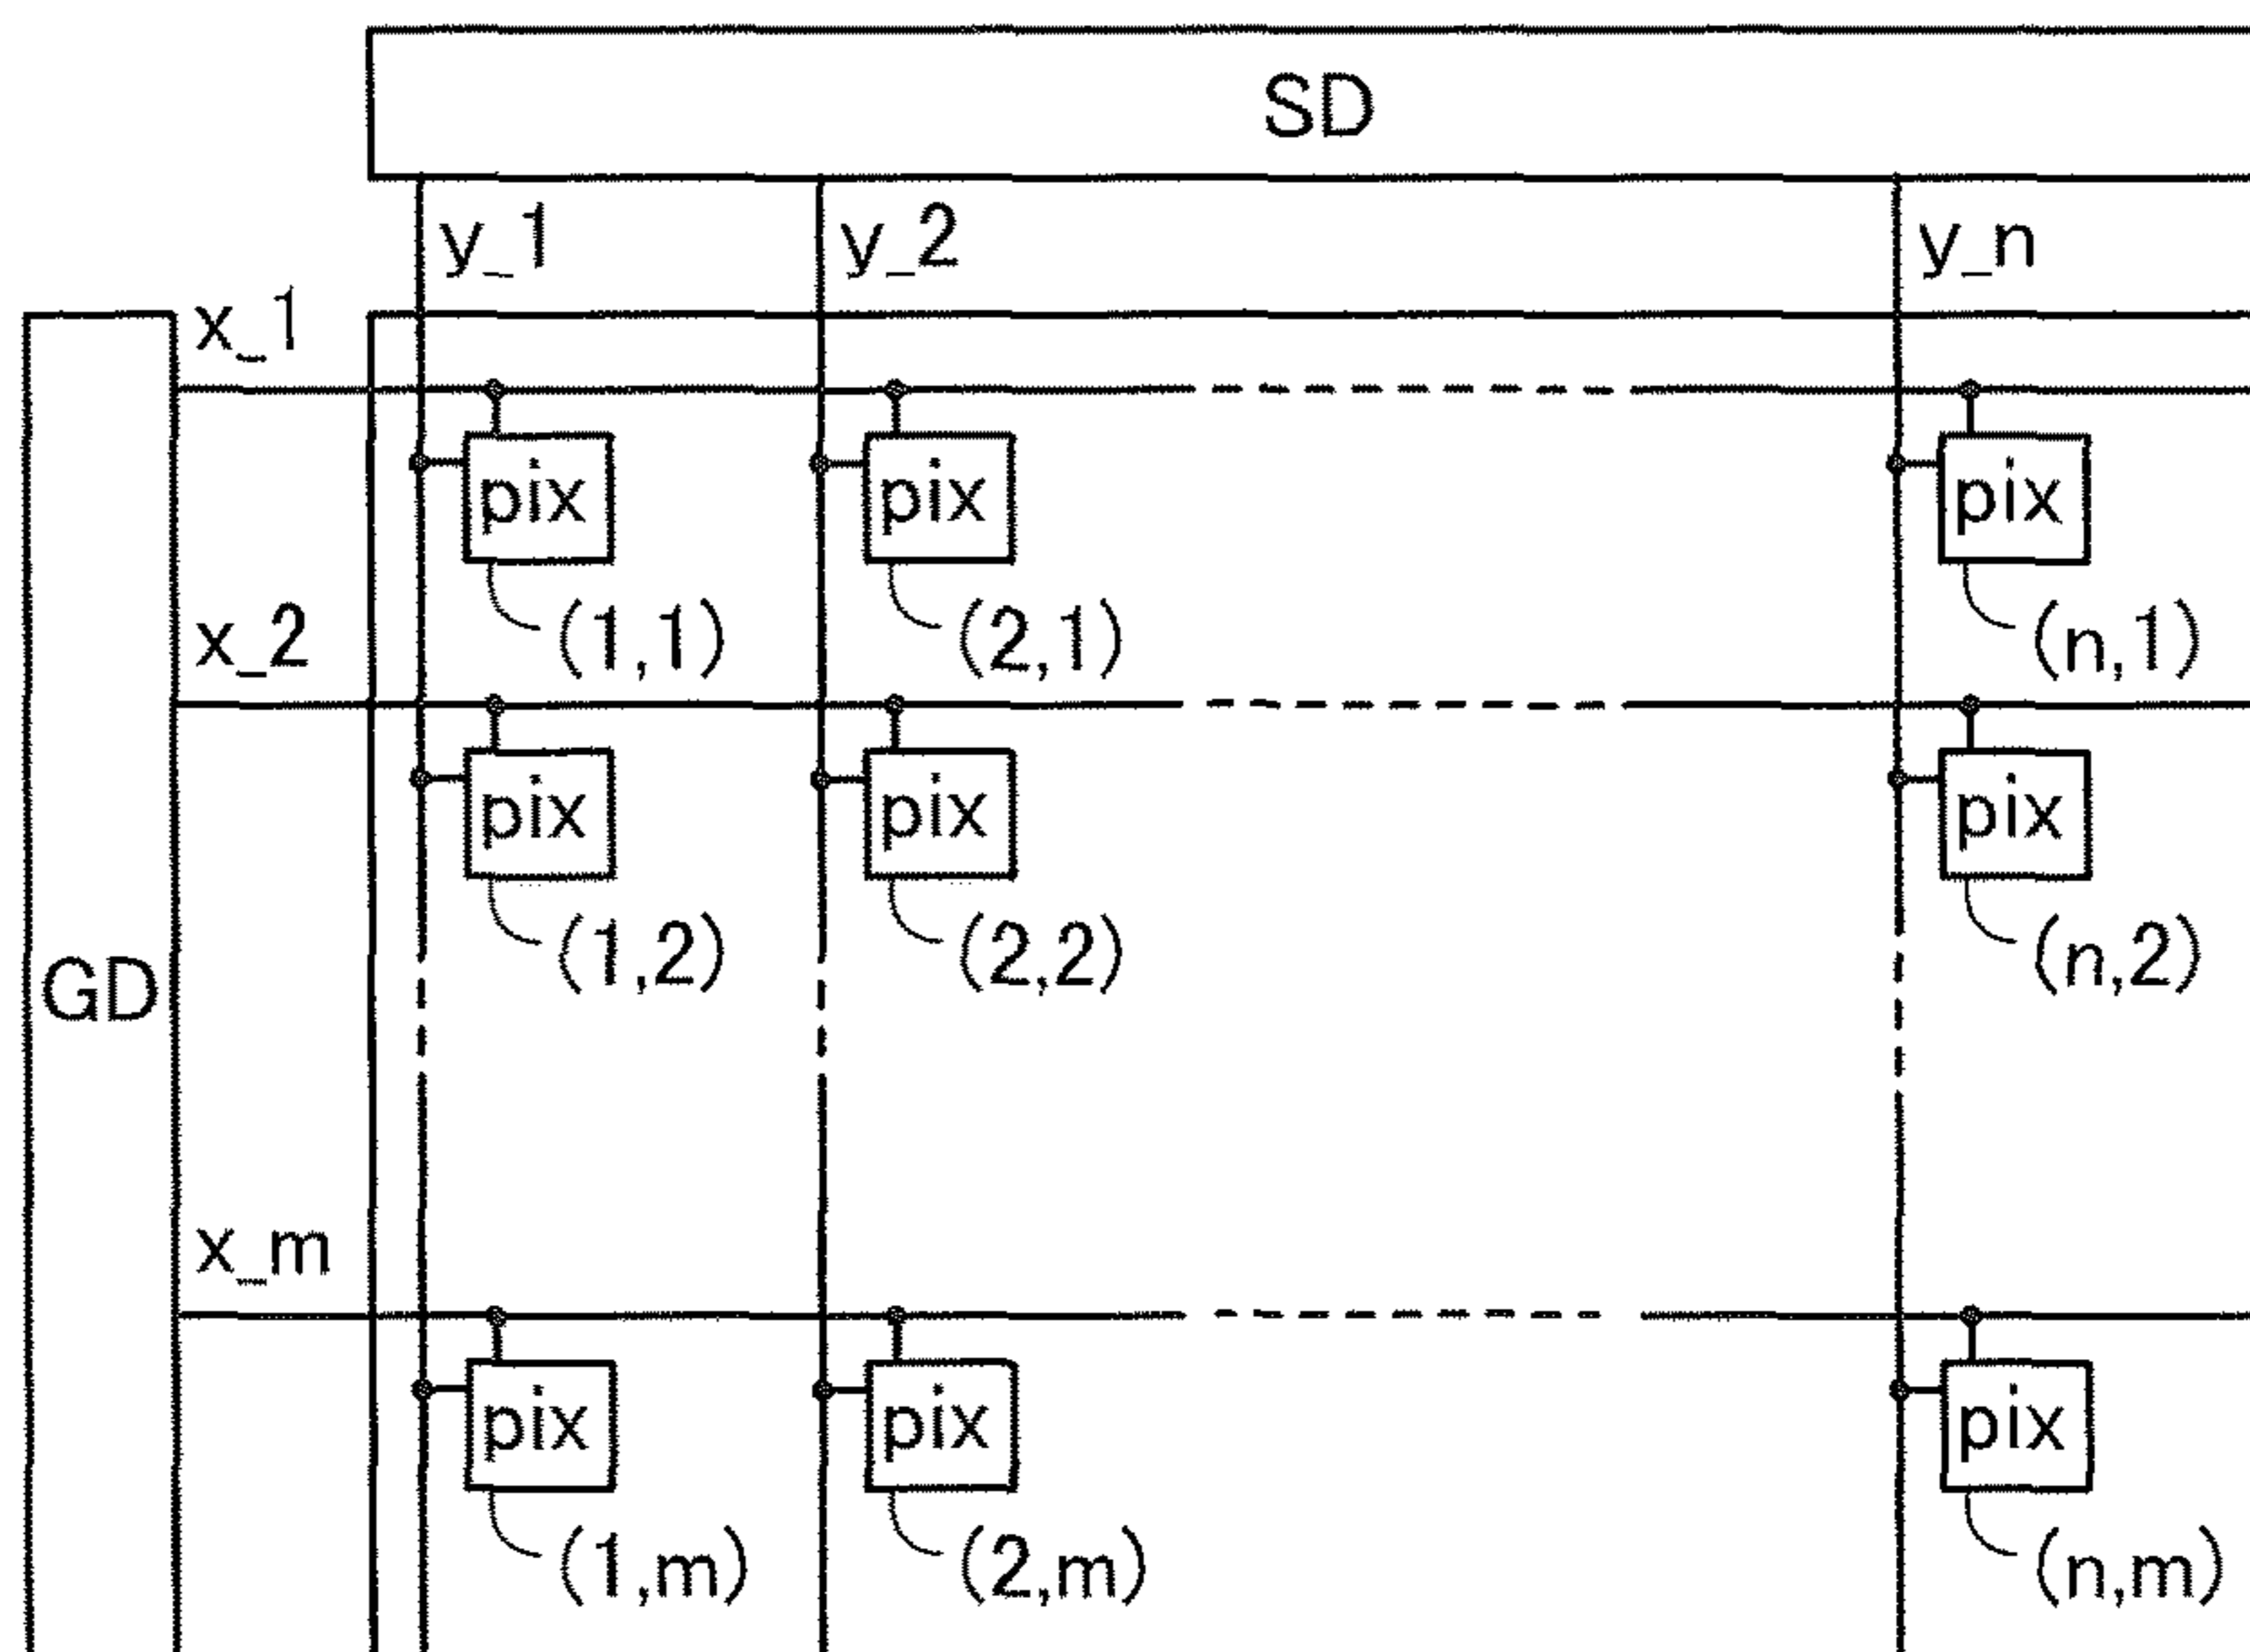 SD
y_1 y_2 y_n
x_1
pix pix pix
(1,1) (2,1) (n,1)
x_2
pix pix pix
(1,2) (2,2) (n,2)
GD
x_m
pix pix pix
(1,m) (2,m) (n,m)